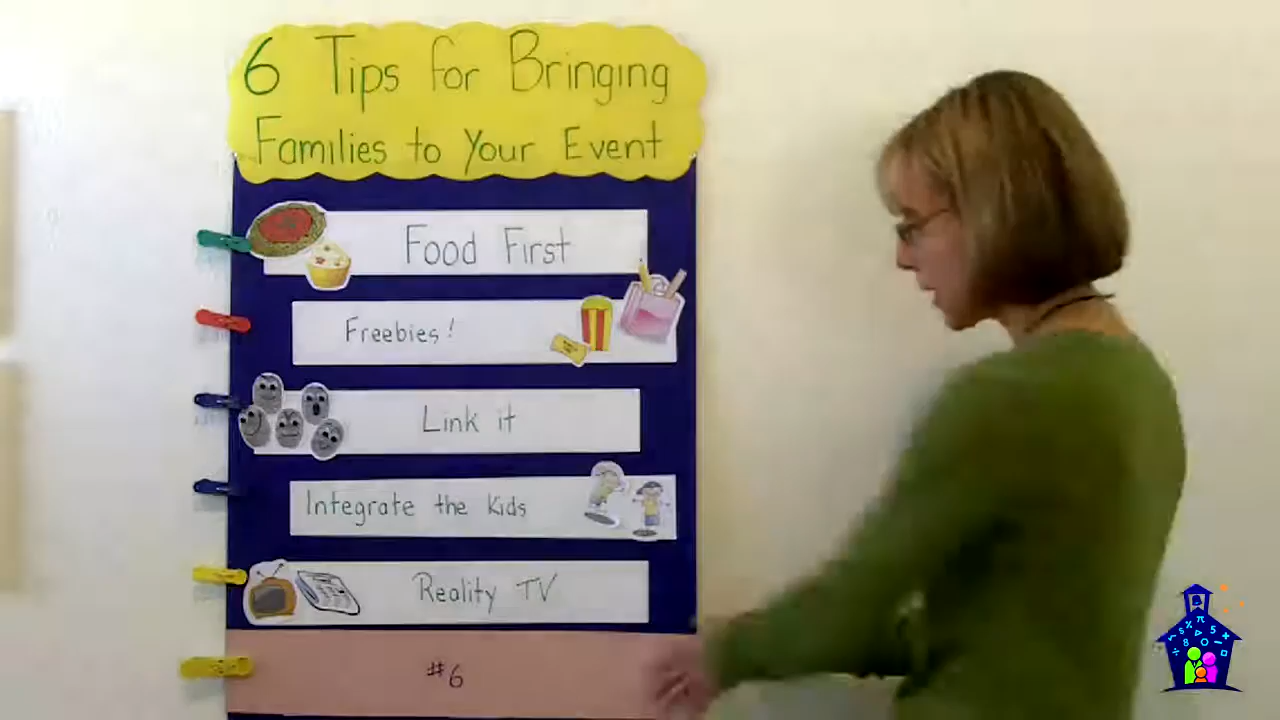 6 Tips for Bringing
Families to Your Event
Food First
Freebies!
Link it
Integrate the Kids
Reality TV
#6